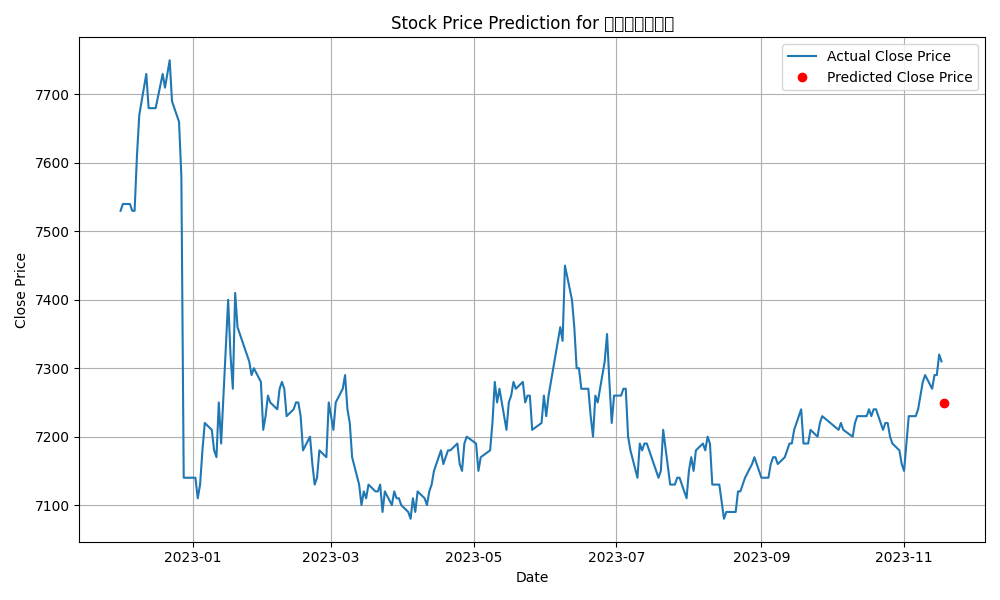 Stock Price Prediction for
Actual Close Price
Predicted Close Price
Close Price
7700
7600
7500
7400
7300
7200
7100
2023-01 2023-03 2023-05 2023-07 2023-09 2023-11
Date